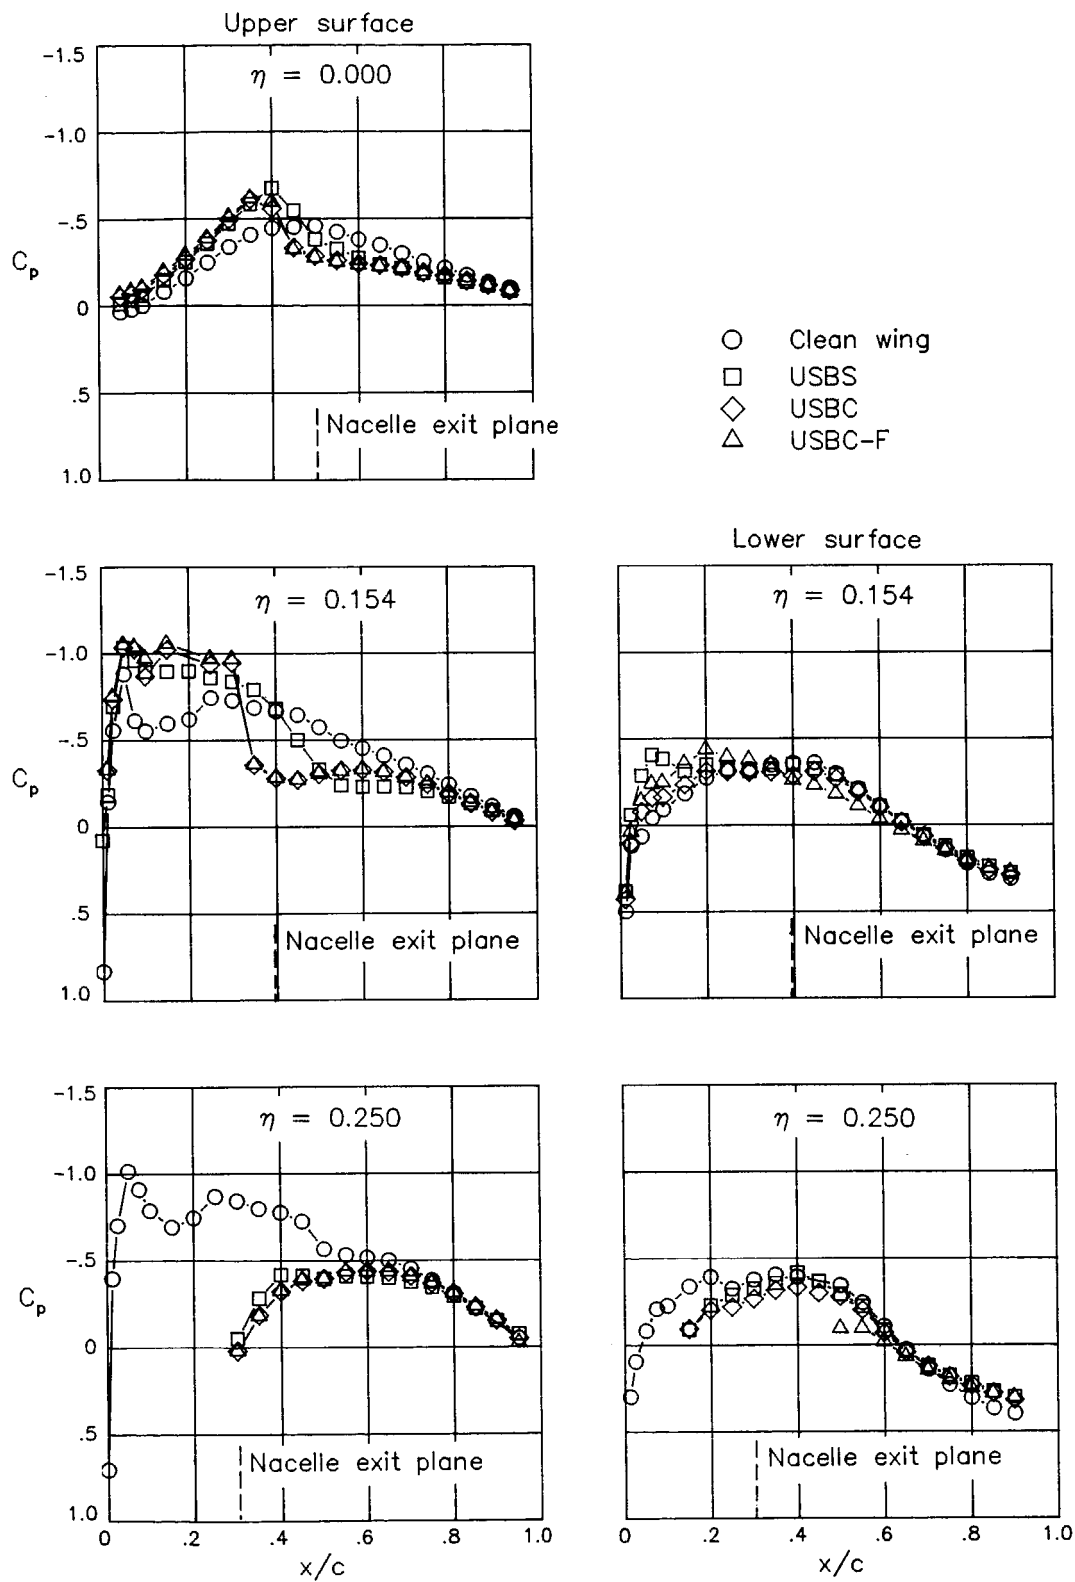 Upper surface
-1.5
η = 0.000
-1.0
-.5
Cp
0
.5
Nacelle exit plane
1.0
Clean wing
USBS
USBC
USBC-F
-1.5
η = 0.154
-1.0
-.5
Cp
0
.5
Nacelle exit plane
1.0
Lower surface
η = 0.154
Nacelle exit plane
-1.5
η = 0.250
-1.0
-.5
Cp
0
.5
Nacelle exit plane
1.0
0 .2 .4 .6 .8 1.0
x/c
η = 0.250
Nacelle exit plane
0 .2 .4 .6 .8 1.0
x/c